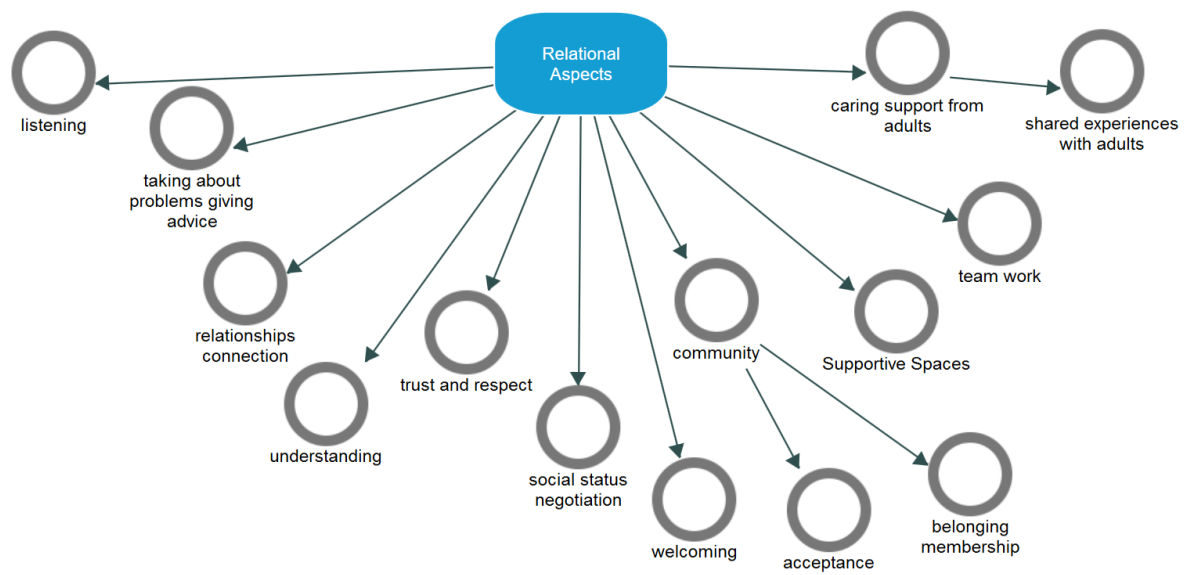 Relational
Aspects
listening
taking about
problems giving
advice
relationships
connection
understanding
trust and respect
social status
negotiation
welcoming
community
acceptance
belonging
membership
Supportive Spaces
team work
caring support from
adults
shared experiences
with adults